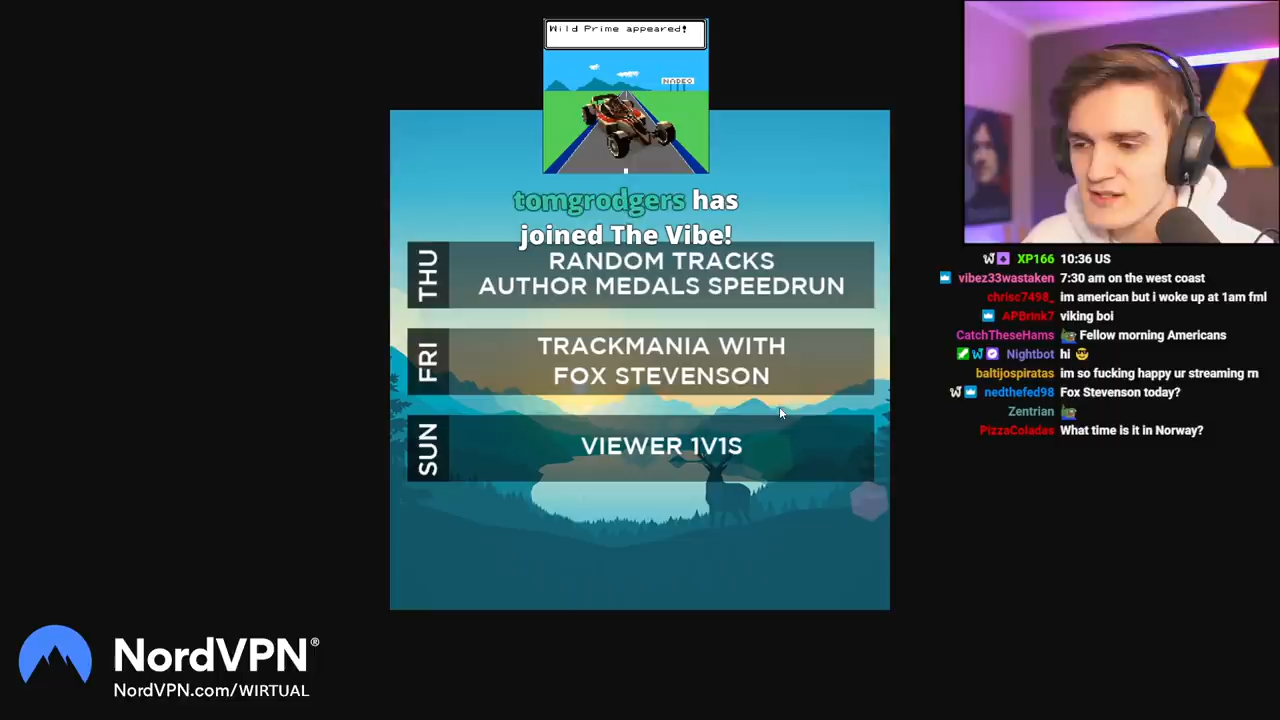 Wild Prime appeared!
NADEO
tomgrodgers has
joined The Vibe!
THU
RANDOM TRACKS
AUTHOR MEDALS SPEEDRUN
FRI
TRACKMANIA WITH
FOX STEVENSON
SUN
VIEWER 1V1S
XP166 10:36 US
vibez33wastaken 7:30 am on the west coast
chrisc7498_ im american but i woke up at 1am fml
APBrink7 viking boi
CatchTheseHams Fellow morning Americans
Nightbot hi
baltijospiratas im so fucking happy ur streaming rn
nedthefed98 Fox Stevenson today?
Zentrian
PizzaColadas What time is it in Norway?
NordVPN®
NordVPN.com/WIRTUAL